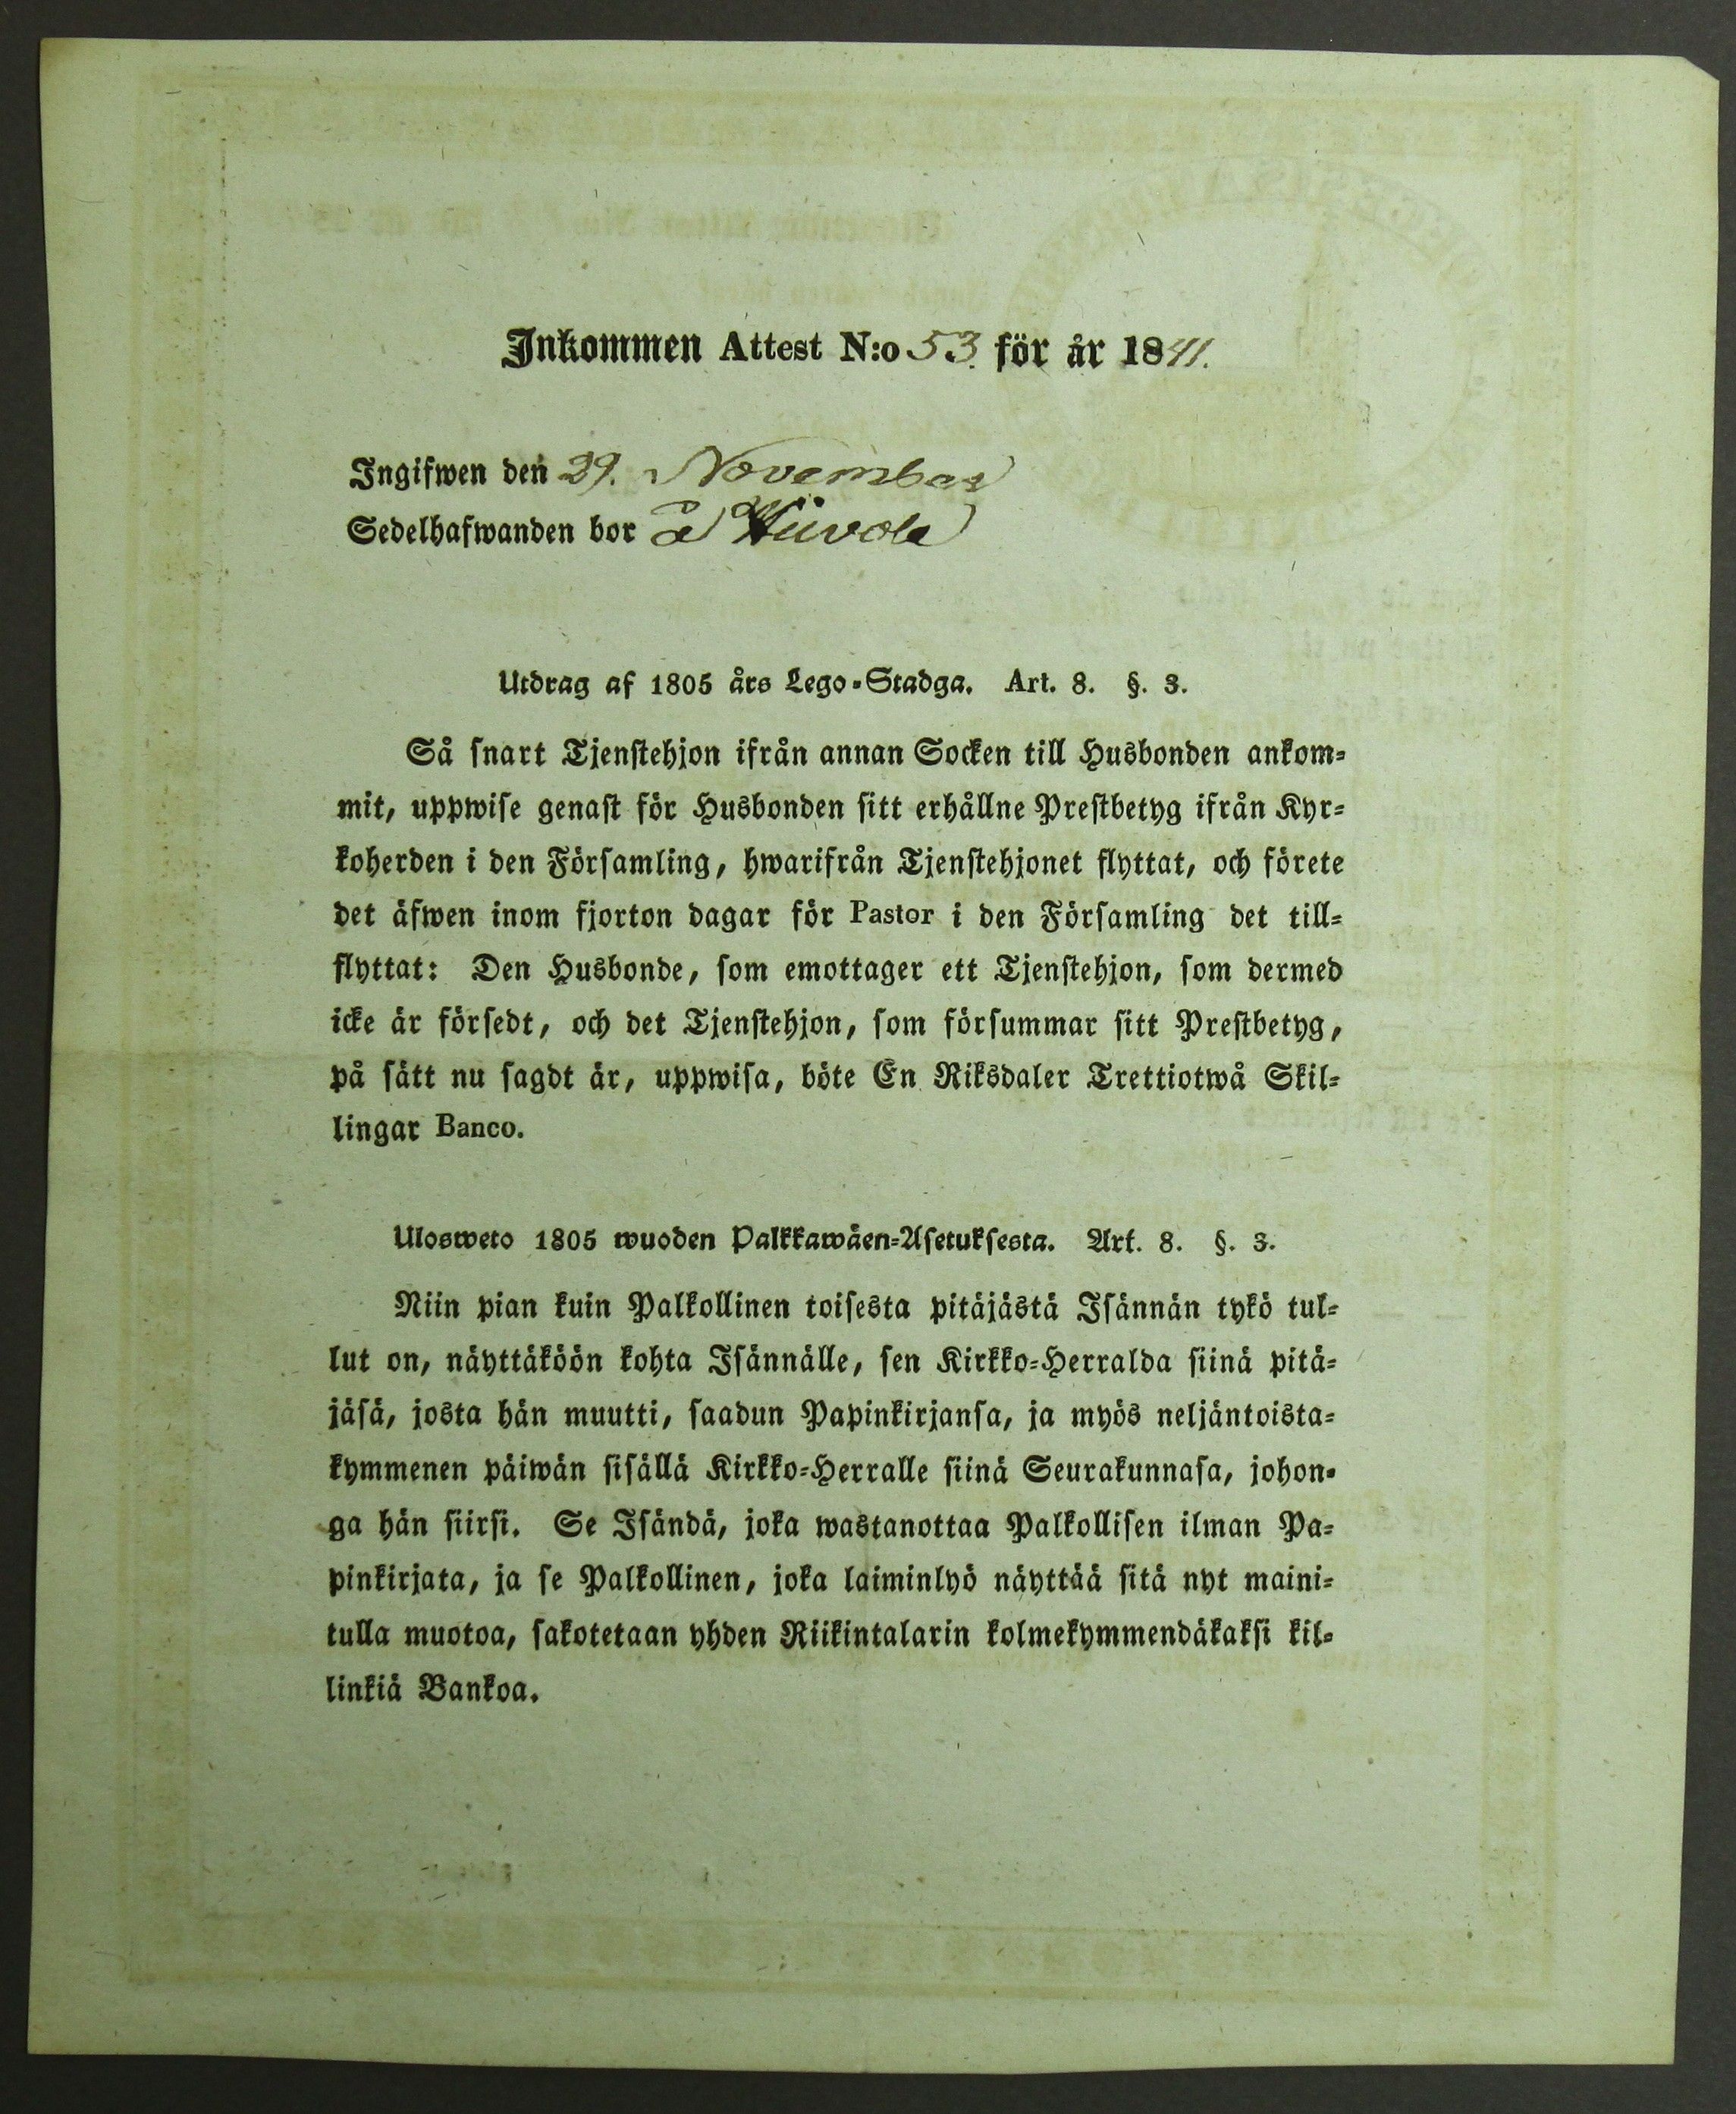 Inkommen Attest N:o 53. för år 1841.
Ingifwen den 29. November
Sedelhafwanden bor å
Utdrag af 1805 års Lego-Stadga. Art. 8. §. 3.
Så snart Tjenstehjon ifrån annan Socken till Husbonden ankom-
mit, uppwise genast för Husbonden sitt erhållne Prestbetyg ifrån Kyr-
koherden i den Församling, hwarifrån Tjenstehjonet flyttat, och förete
det äfwen inom fjorton dagar för Pastor i den Församling det till-
flyttat: Den Husbonde, som emottager ett Tjenstehjon, som dermed
icke är försedt, och det Tjenstehjon, som försummar sitt Prestbetyg,
på sätt nu sagdt är, uppwisa, böte En Riksdaler Trettiotwå Skil-
lingar Banco.
Ulosweto 1805 wuoden Palkkawäen-Asetuksesta. Art. 8. §. 3.
Niin pian kuin Palkollinen toisesta pitäjästä Isännän tykö tul-
lut on, näyttäköön kohta Isännälle, sen Kirkko-Herralda siinä pitä-
jäsä, josta hän muutti, saadun Papinkirjansa, ja myös neljäntoista-
kymmenen päiwän sisällä Kirkko-Herralle siinä Seurakunnasa, johon-
ga hän siirsi. Se Isändä, joka wastanottaa Palkollisen ilman Pa-
pinkirjata, ja se Palkollinen, joka laiminlyö näyttää sitä nyt maini-
tulla muotoa, sakotetaan yhden Riikintalarin kolmekymmendäkaksi kil-
linkiä Bankoa.